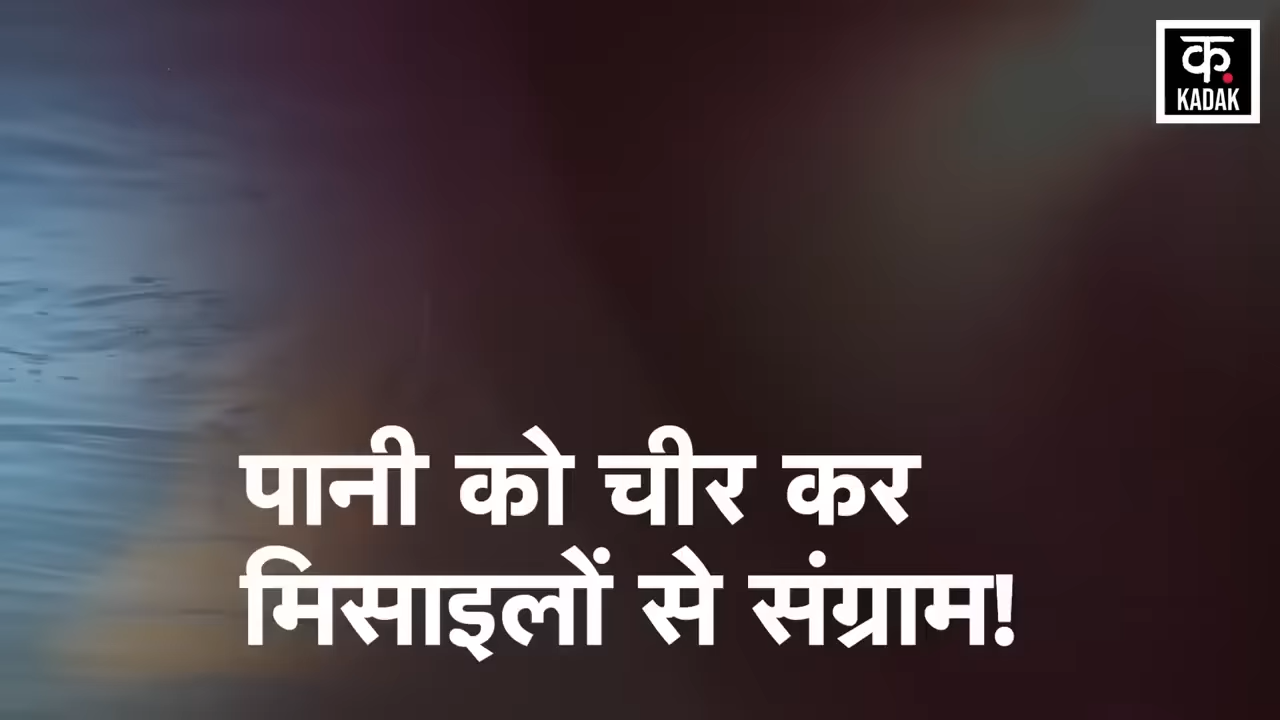 क.
KADAK
पानी को चीर कर
मिसाइलों से संग्राम!